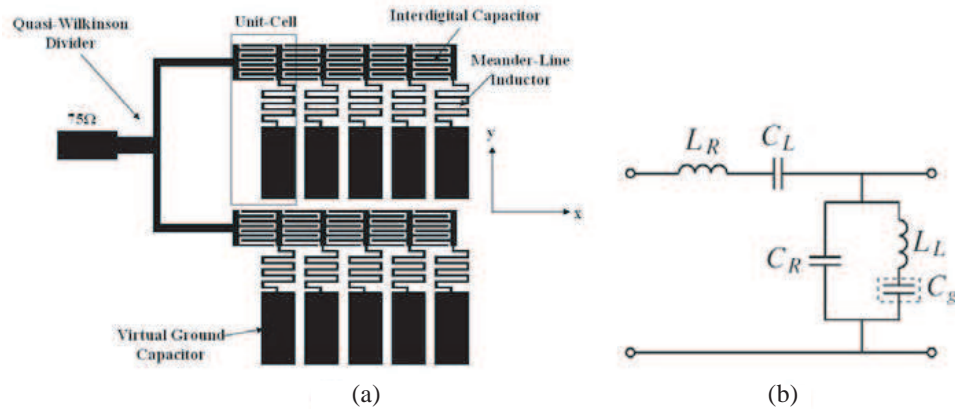 Quasi-Wilkinson
Divider
Unit-Cell
Interdigital Capacitor
Meander-Line
Inductor
75Ω
y
x
Virtual Ground
Capacitor
(a)
L_R
C_L
C_R
L_L
C_g
(b)